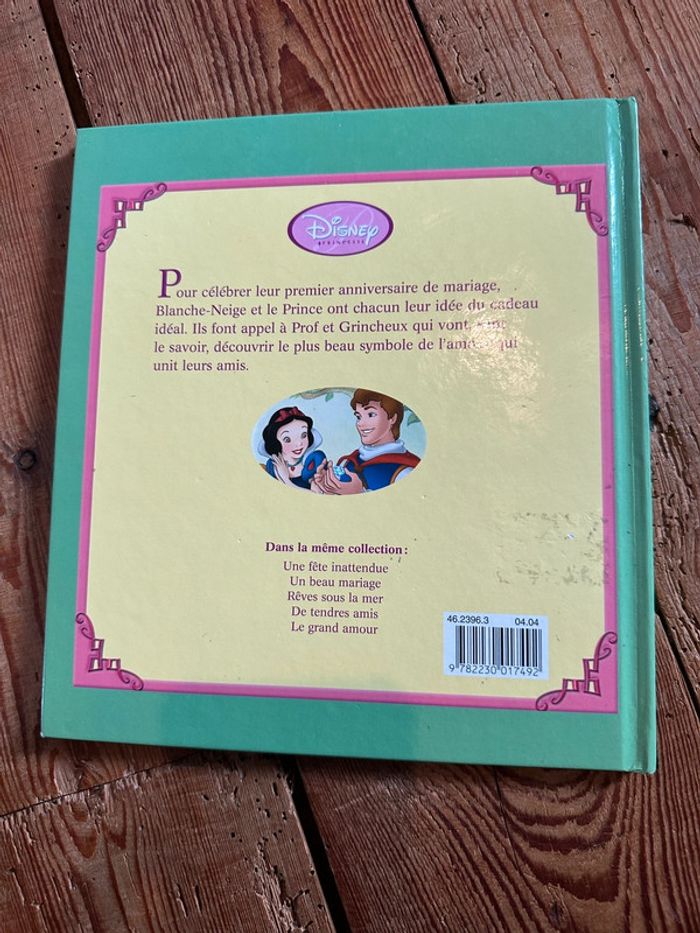 Disney
PRINCESSE
Pour célébrer leur premier anniversaire de mariage,
Blanche-Neige et le Prince ont chacun leur idée du cadeau
idéal. Ils font appel à Prof et Grincheux qui vont,
le savoir, découvrir le plus beau symbole de l'amour qui
unit leurs amis.
Dans la même collection :
Une fête inattendue
Un beau mariage
Rêves sous la mer
De tendres amis
Le grand amour
46.2396.3 04.04
9 782230 017492